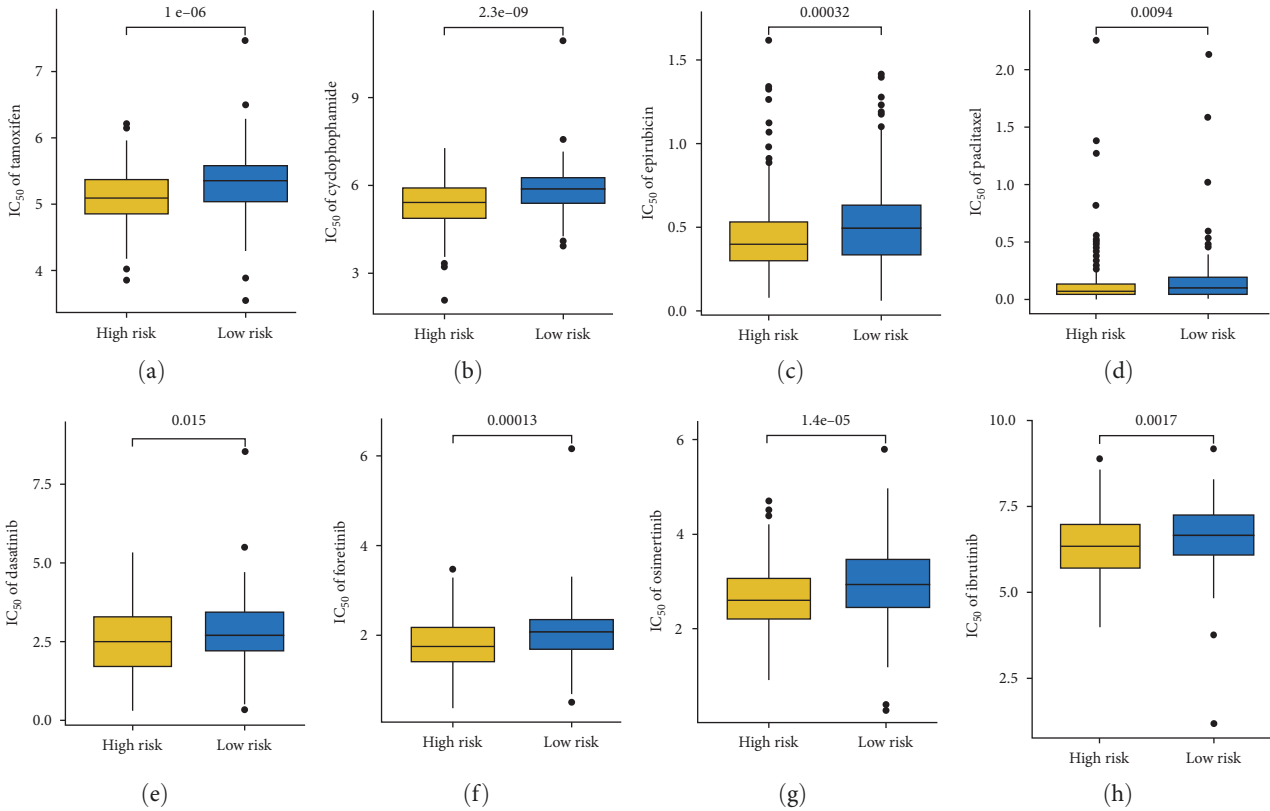 1 e–06
IC50 of tamoxifen
7
6
5
4
High risk
Low risk
(a)
2.3e–09
IC50 of cyclophophamide
9
6
3
High risk
Low risk
(b)
0.00032
IC50 of epirubicin
1.5
1.0
0.5
0.0
High risk
Low risk
(c)
0.0094
IC50 of paclitaxel
2.0
1.5
1.0
0.5
0.0
High risk
Low risk
(d)
0.015
IC50 of dasatinib
7.5
5.0
2.5
0.0
High risk
Low risk
(e)
0.00013
IC50 of foretinib
6
4
2
High risk
Low risk
(f)
1.4e–05
IC50 of osimertinib
6
4
2
High risk
Low risk
(g)
0.0017
IC50 of ibrutinib
10.0
7.5
5.0
2.5
High risk
Low risk
(h)